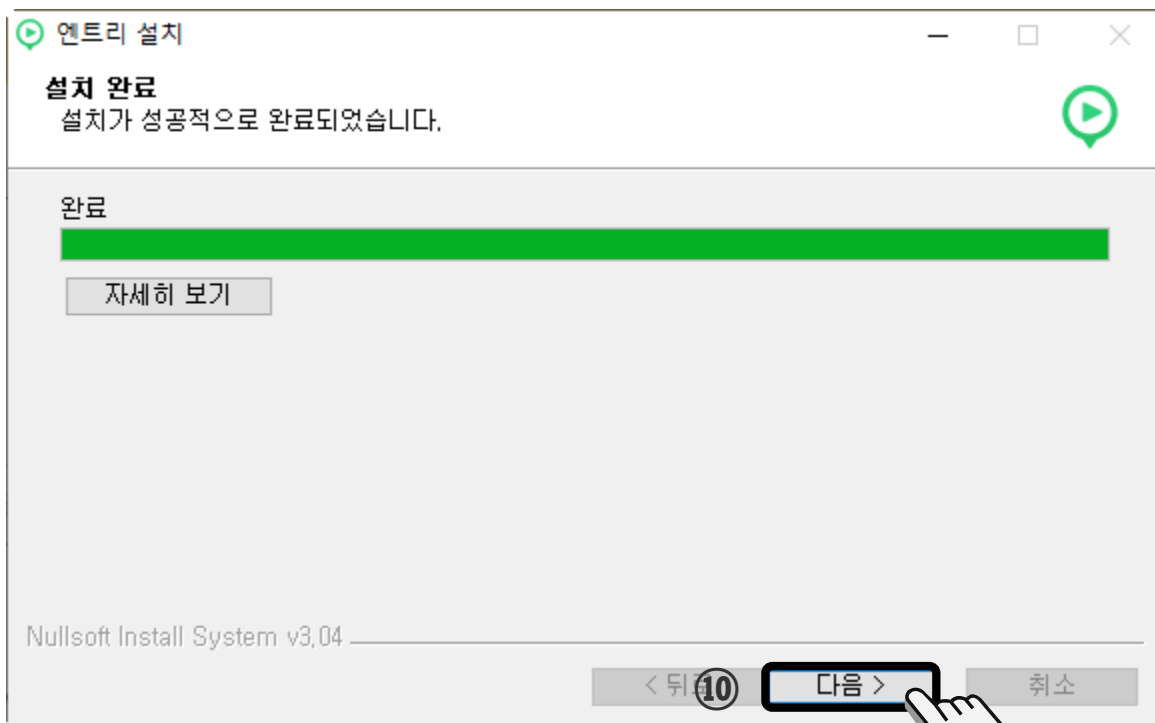 엔트리 설치
설치 완료
설치가 성공적으로 완료되었습니다.
완료
자세히 보기
Nullsoft Install System v3.04
< 뒤
⑩
다음 >
취소